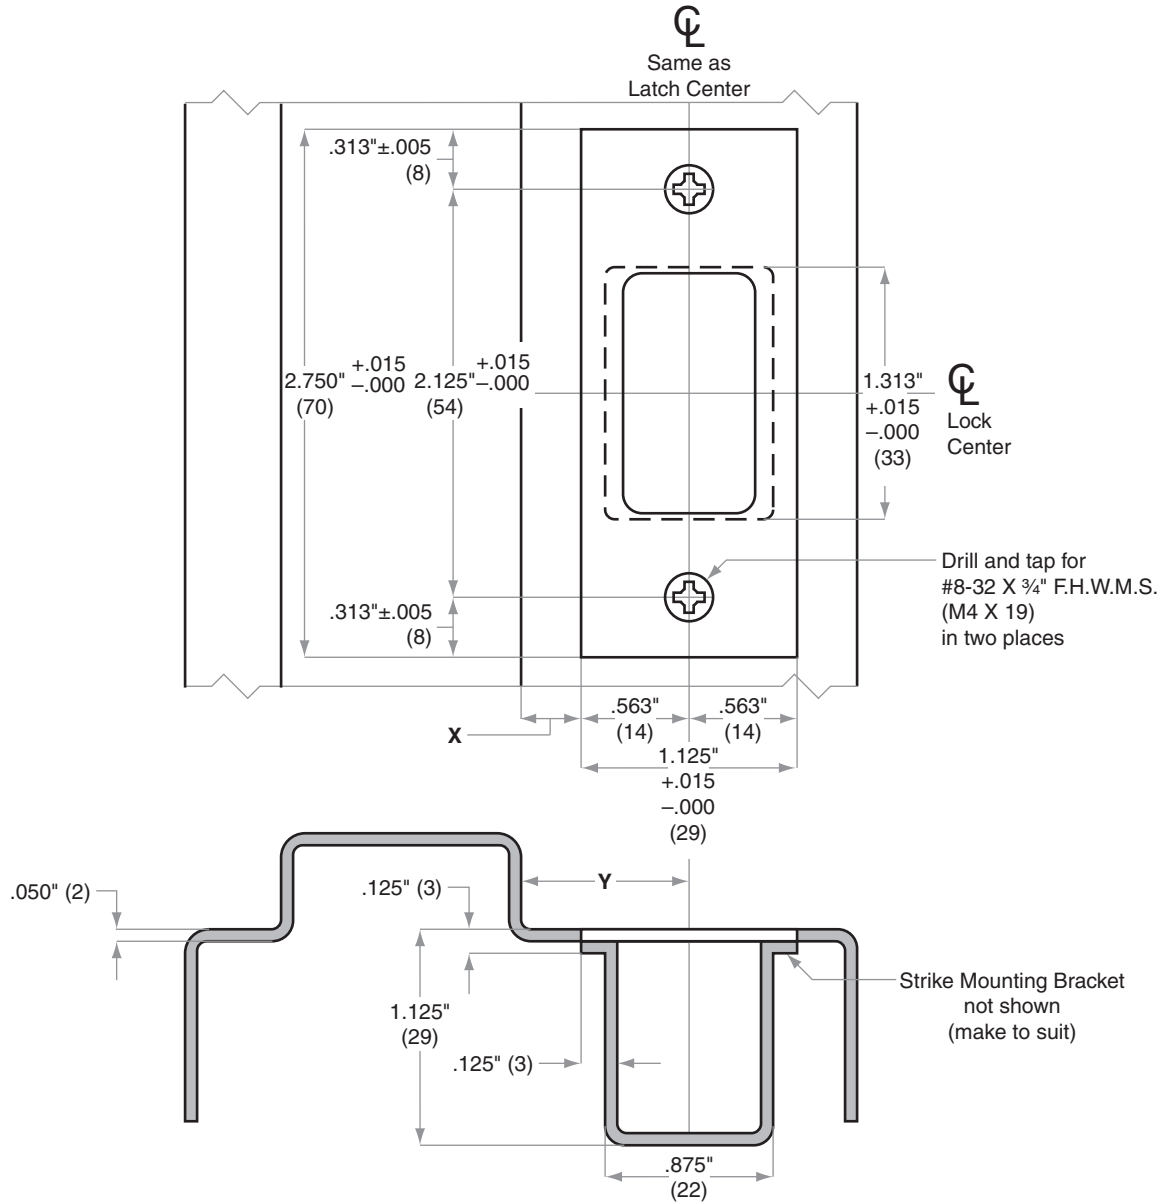 ℄
Same as
Latch Center
.313"±.005
(8)
2.750" +.015 –.000
(70)
2.125" +.015 –.000
(54)
1.313"
+.015
–.000
(33)
℄
Lock
Center
Drill and tap for
#8-32 X ¾" F.H.W.M.S.
(M4 X 19)
in two places
.313"±.005
(8)
X
.563"
(14)
.563"
(14)
1.125"
+.015
–.000
(29)
.050" (2)
.125" (3)
Y
1.125"
(29)
.125" (3)
Strike Mounting Bracket
not shown
(make to suit)
.875"
(22)